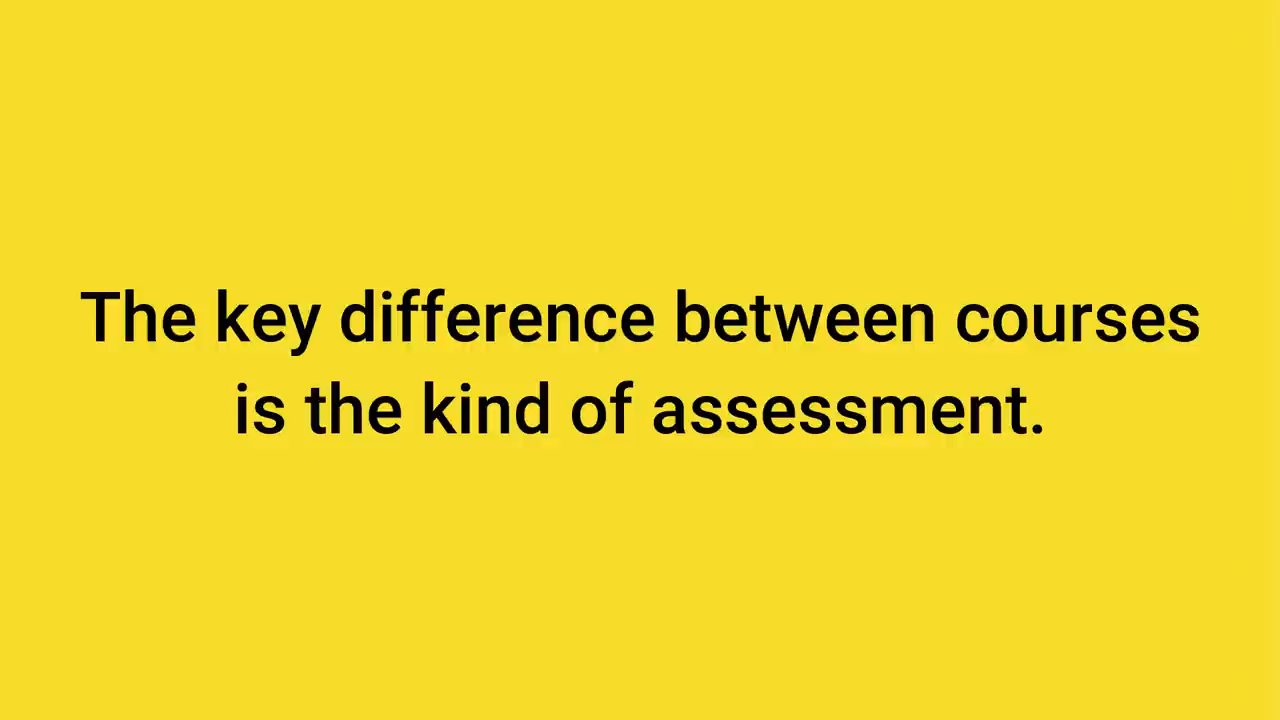 The key difference between courses
is the kind of assessment.